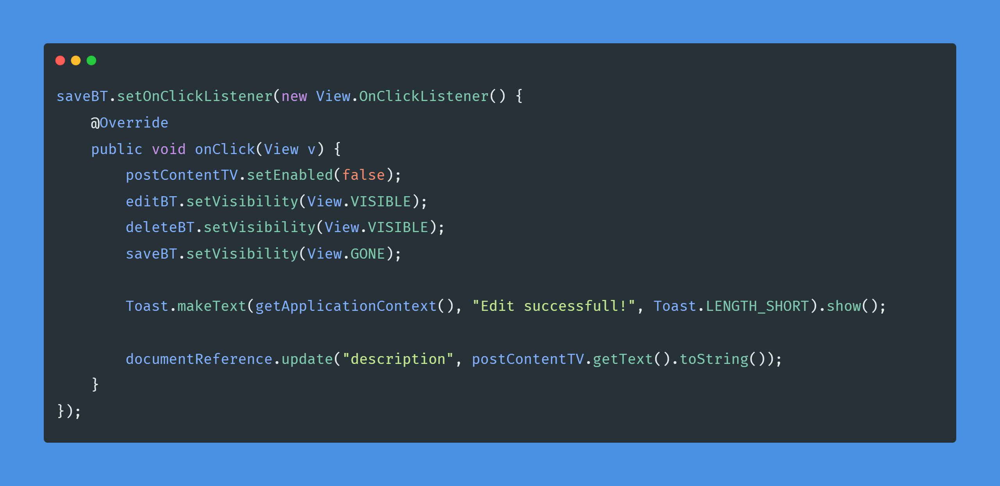 saveBT.setOnClickListener(new View.OnClickListener() {
    @Override
    public void onClick(View v) {
        postContentTV.setEnabled(false);
        editBT.setVisibility(View.VISIBLE);
        deleteBT.setVisibility(View.VISIBLE);
        saveBT.setVisibility(View.GONE);

        Toast.makeText(getApplicationContext(), "Edit successfull!", Toast.LENGTH_SHORT).show();

        documentReference.update("description", postContentTV.getText().toString());
    }
});